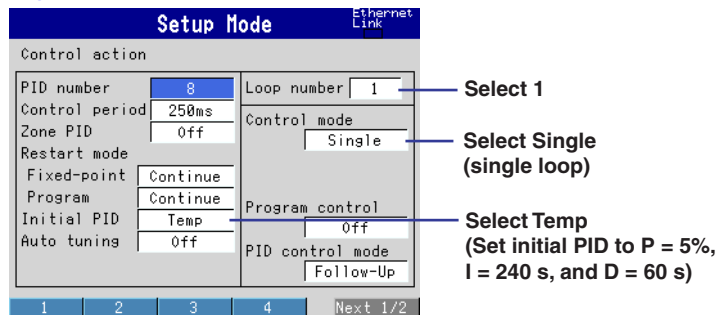 Setup Mode
Ethernet
Link
Control action
PID number 8
Control period 250ms
Zone PID Off
Restart mode
Fixed-point Continue
Program Continue
Initial PID Temp
Auto tuning Off
Loop number 1
Control mode
Single
Program control
Off
PID control mode
Follow-Up
1 2 3 4 Next 1/2
Select 1
Select Single
(single loop)
Select Temp
(Set initial PID to P = 5%,
I = 240 s, and D = 60 s)